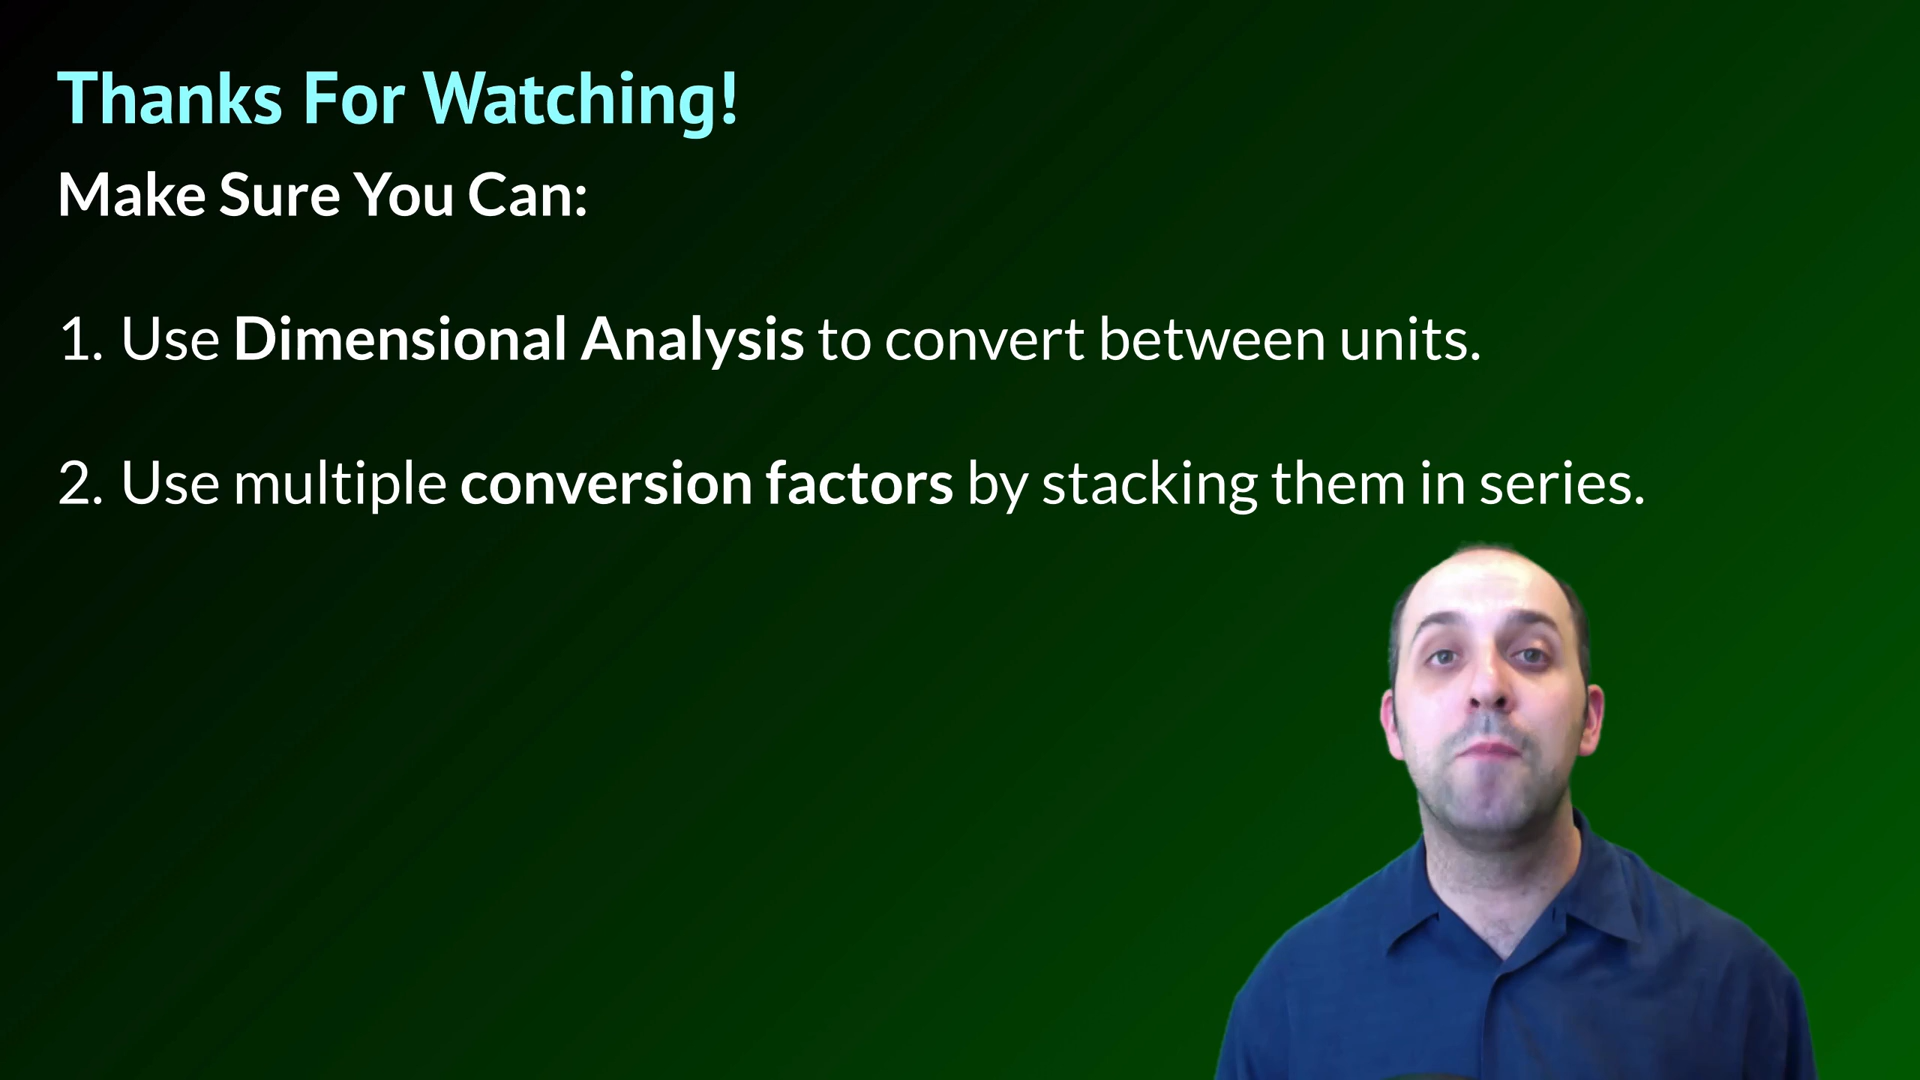 Thanks For Watching!
Make Sure You Can:
1. Use Dimensional Analysis to convert between units.
2. Use multiple conversion factors by stacking them in series.